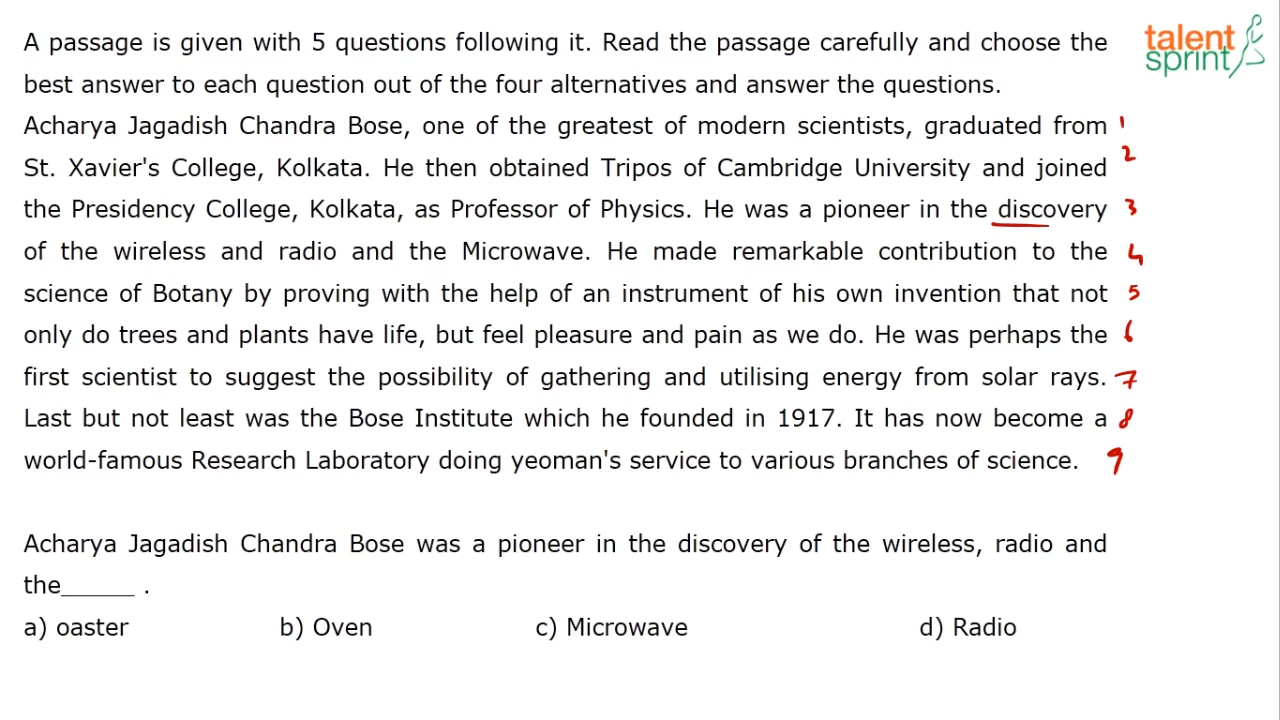 A passage is given with 5 questions following it. Read the passage carefully and choose the
best answer to each question out of the four alternatives and answer the questions.
talent
sprint
Acharya Jagadish Chandra Bose, one of the greatest of modern scientists, graduated from 1
St. Xavier's College, Kolkata. He then obtained Tripos of Cambridge University and joined 2
the Presidency College, Kolkata, as Professor of Physics. He was a pioneer in the discovery 3
of the wireless and radio and the Microwave. He made remarkable contribution to the 4
science of Botany by proving with the help of an instrument of his own invention that not 5
only do trees and plants have life, but feel pleasure and pain as we do. He was perhaps the 6
first scientist to suggest the possibility of gathering and utilising energy from solar rays. 7
Last but not least was the Bose Institute which he founded in 1917. It has now become a 8
world-famous Research Laboratory doing yeoman's service to various branches of science. 9
Acharya Jagadish Chandra Bose was a pioneer in the discovery of the wireless, radio and
the______ .
a) oaster b) Oven c) Microwave d) Radio